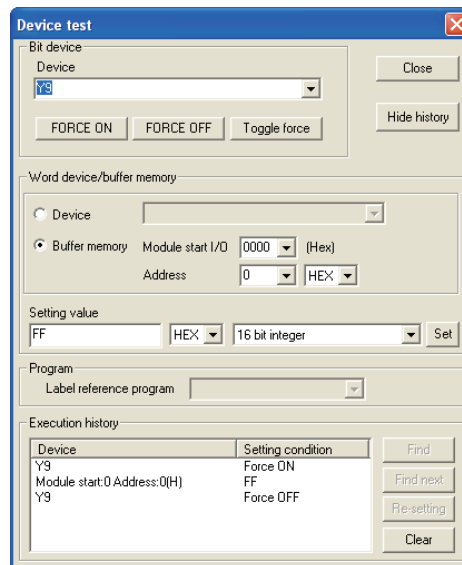 Device test
Bit device
Device
Y9
Close
FORCE ON FORCE OFF Toggle force
Hide history
Word device/buffer memory
Device
Buffer memory Module start I/O 0000 (Hex)
Address 0 HEX
Setting value
FF HEX 16 bit integer Set
Program
Label reference program
Execution history
Device Setting condition
Y9 Force ON
Module start:0 Address:0(H) FF
Y9 Force OFF
Find
Find next
Re-setting
Clear